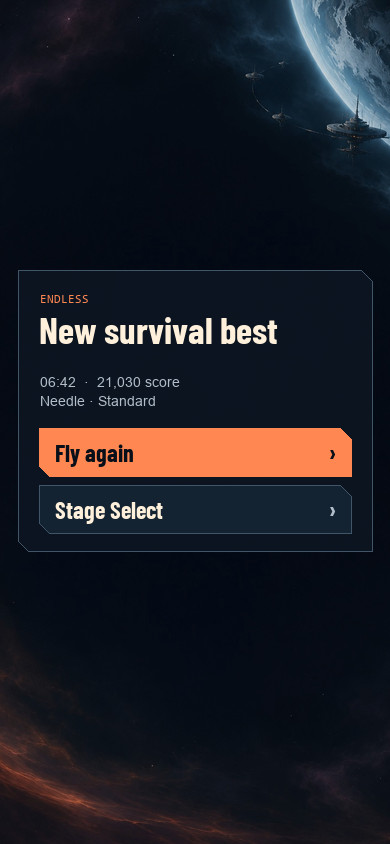 ENDLESS
New survival best
06:42 · 21,030 score
Needle · Standard
Fly again ›
Stage Select ›